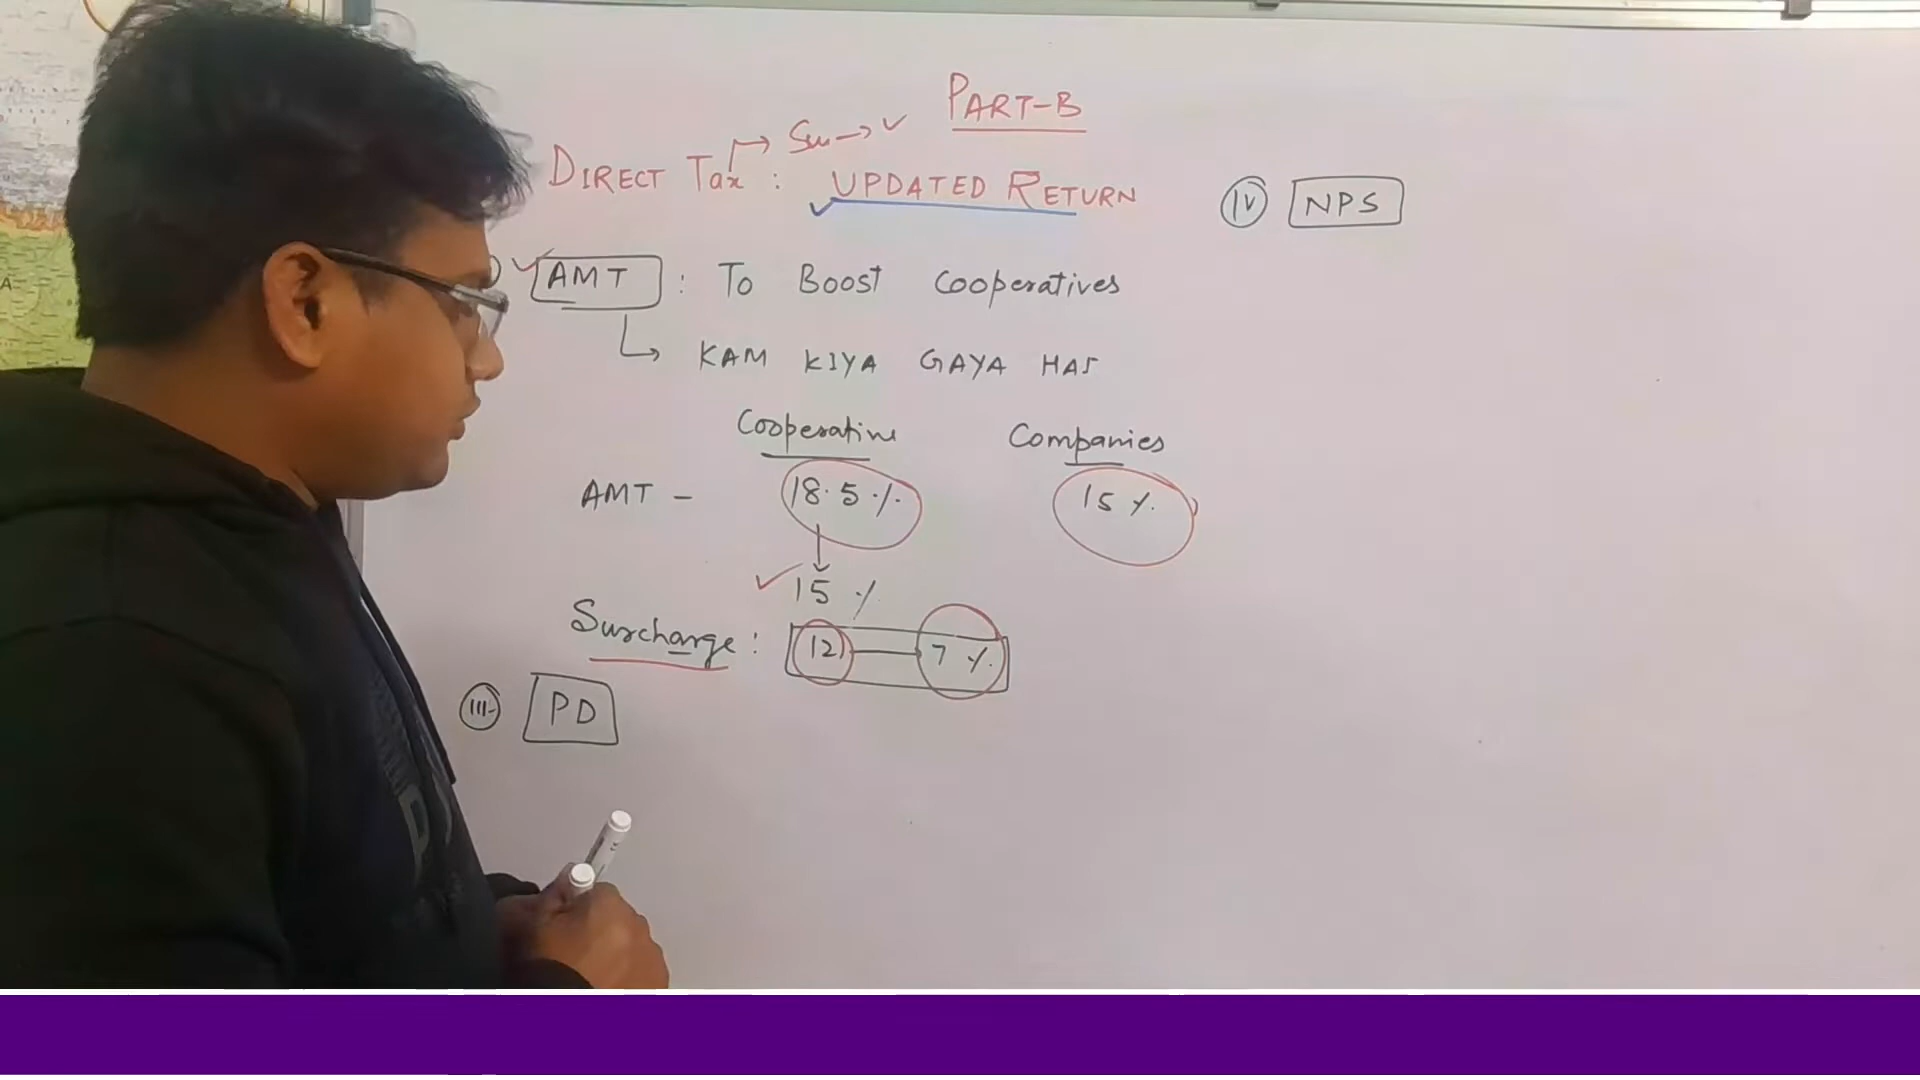 PART-B
DIRECT Tax : UPDATED RETURN
AMT : To Boost Cooperatives
KAM KIYA GAYA HAI
Cooperative Companies
AMT - 18.5 % 15 %
15 %
Surcharge : 12 7 %
III PD
IV NPS